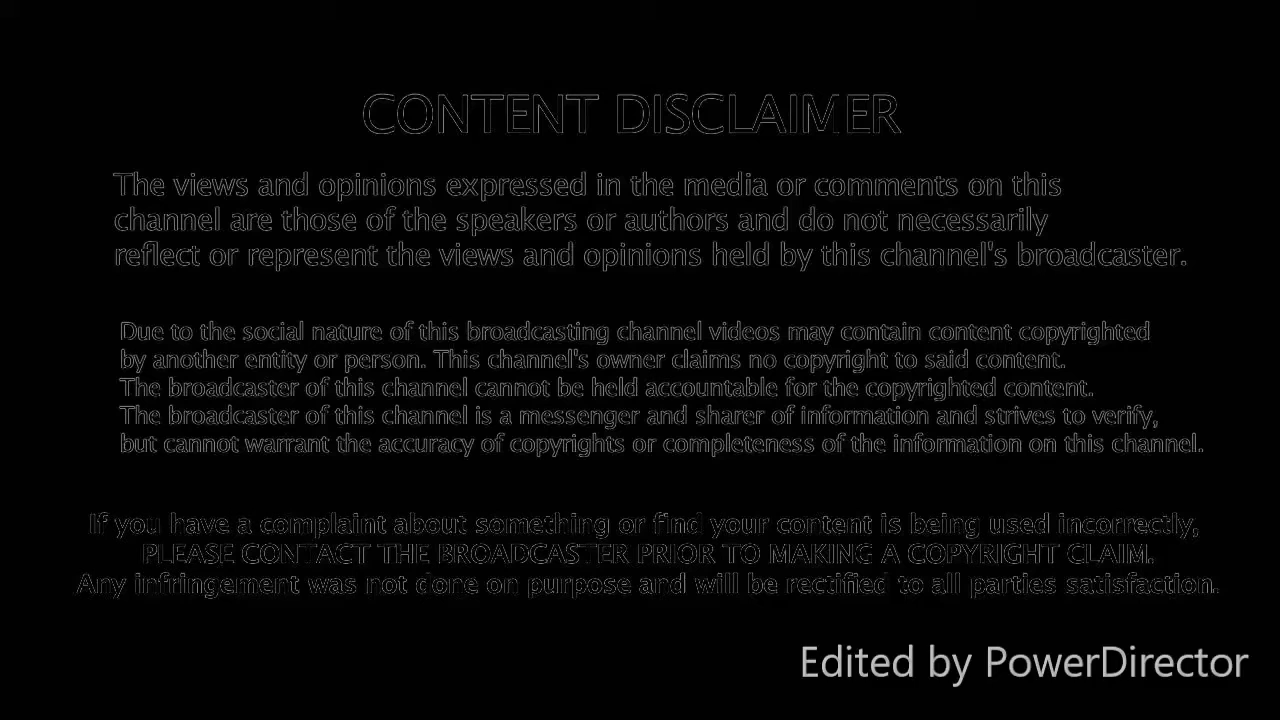 CONTENT DISCLAIMER
The views and opinions expressed in the media or comments on this
channel are those of the speakers or authors and do not necessarily
reflect or represent the views and opinions held by this channel's broadcaster.
Due to the social nature of this broadcasting channel videos may contain content copyrighted
by another entity or person. This channel's owner claims no copyright to said content.
The broadcaster of this channel cannot be held accountable for the copyrighted content.
The broadcaster of this channel is a messenger and sharer of information and strives to verify,
but cannot warrant the accuracy of copyrights or completeness of the information on this channel.
If you have a complaint about something or find your content is being used incorrectly,
PLEASE CONTACT THE BROADCASTER PRIOR TO MAKING A COPYRIGHT CLAIM.
Any infringement was not done on purpose and will be rectified to all parties satisfaction.
Edited by PowerDirector